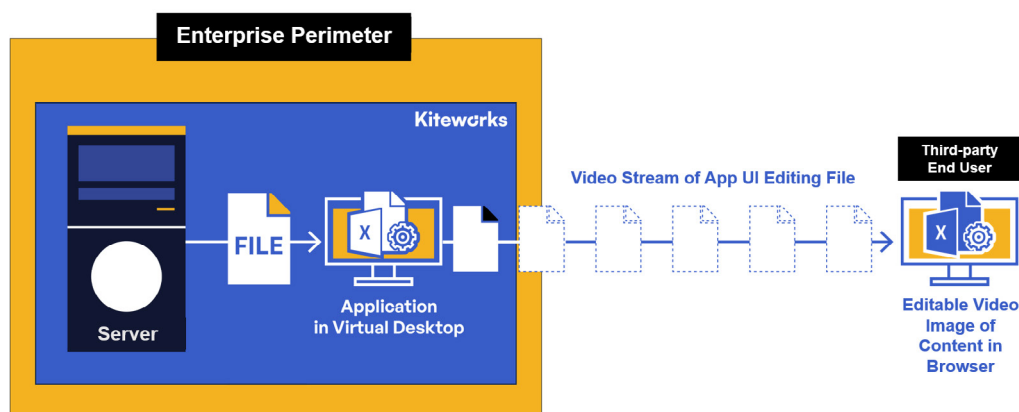 Enterprise Perimeter
Kiteworks
Server
FILE
X
Application
in Virtual Desktop
Video Stream of App UI Editing File
Third-party
End User
X
Editable Video
Image of
Content in
Browser